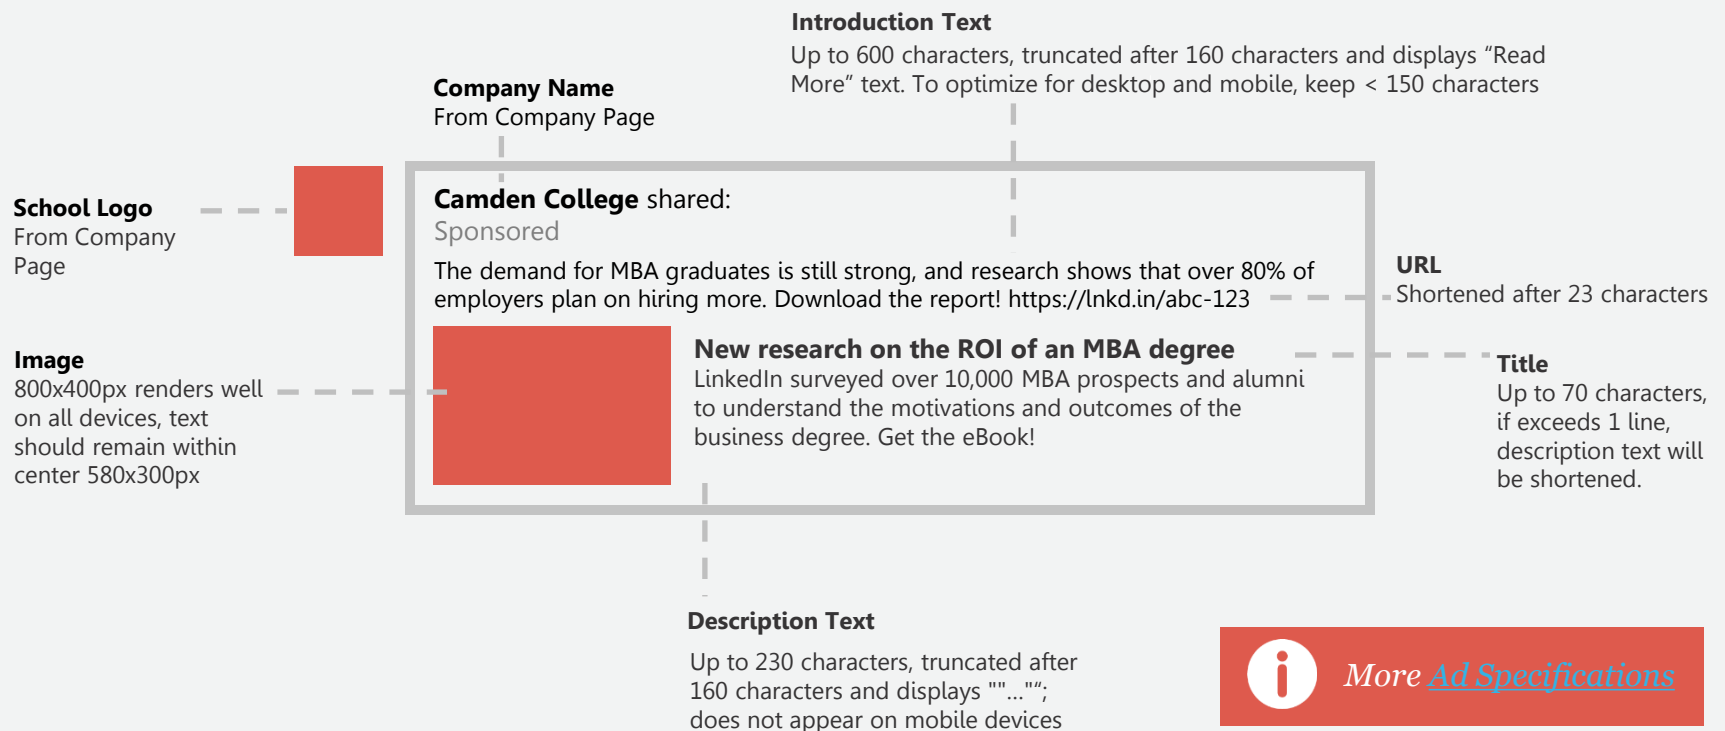 Introduction Text
Up to 600 characters, truncated after 160 characters and displays “Read
More” text. To optimize for desktop and mobile, keep < 150 characters
Company Name
From Company Page
School Logo
From Company
Page
Camden College shared:
Sponsored
The demand for MBA graduates is still strong, and research shows that over 80% of
employers plan on hiring more. Download the report! https://lnkd.in/abc-123
URL
Shortened after 23 characters
Image
800x400px renders well
on all devices, text
should remain within
center 580x300px
New research on the ROI of an MBA degree
LinkedIn surveyed over 10,000 MBA prospects and alumni
to understand the motivations and outcomes of the
business degree. Get the eBook!
Title
Up to 70 characters,
if exceeds 1 line,
description text will
be shortened.
Description Text
Up to 230 characters, truncated after
160 characters and displays ""..."“;
does not appear on mobile devices
i More Ad Specifications